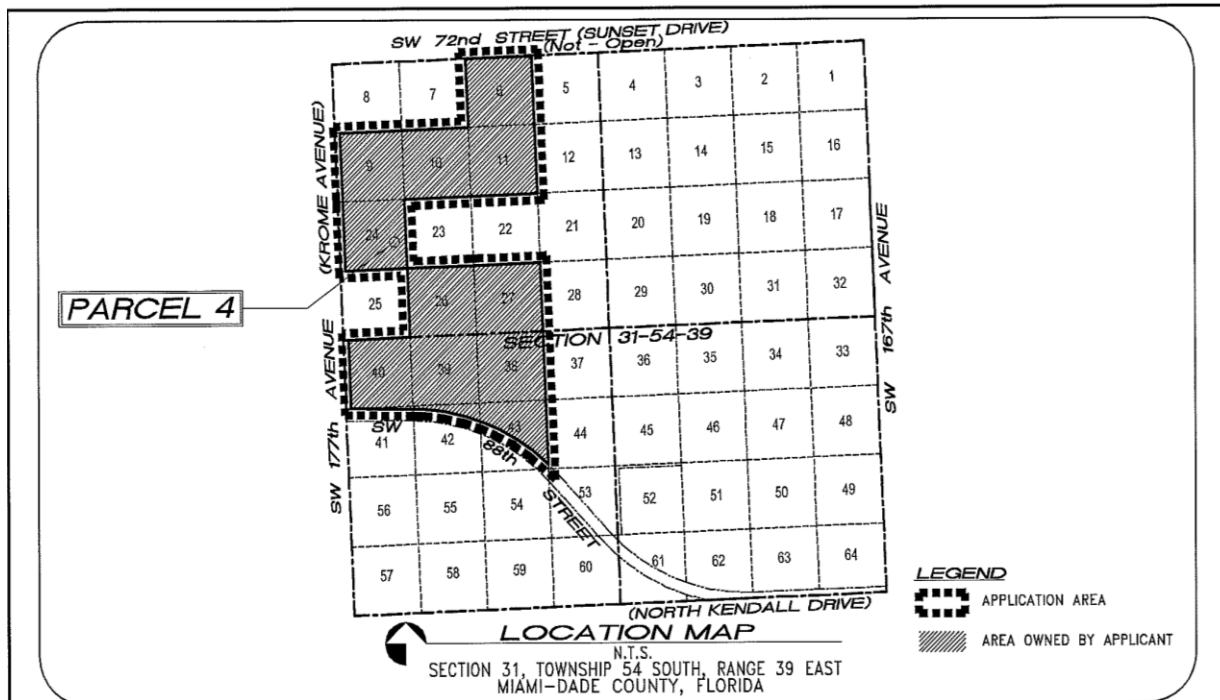 SW 72nd STREET (SUNSET DRIVE)
(Not - Open)
8 7 6 5 4 3 2 1
(KROME AVENUE)
9 10 11 12 13 14 15 16
24 23 22 21 20 19 18 17
PARCEL 4
25 26 27 28 29 30 31 32
SECTION 31-54-39
SW 177th AVENUE
SW 167th AVENUE
40 39 38 37 36 35 34 33
SW 88th STREET
41 42 43 44 45 46 47 48
56 55 54 53 52 51 50 49
57 58 59 60 61 62 63 64
(NORTH KENDALL DRIVE)
LEGEND
APPLICATION AREA
AREA OWNED BY APPLICANT
LOCATION MAP
N.T.S.
SECTION 31, TOWNSHIP 54 SOUTH, RANGE 39 EAST
MIAMI-DADE COUNTY, FLORIDA